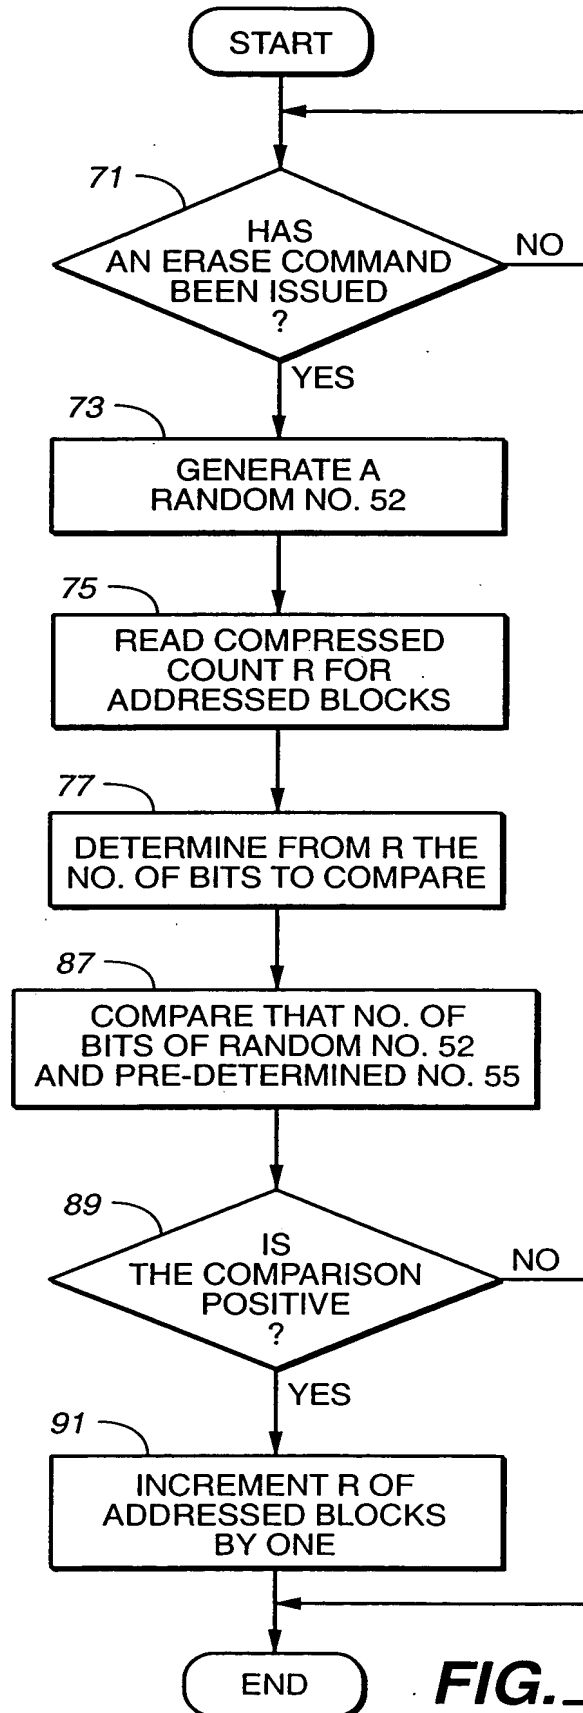 START
71
HAS
AN ERASE COMMAND
BEEN ISSUED
?
NO
YES
73
GENERATE A
RANDOM NO. 52
75
READ COMPRESSED
COUNT R FOR
ADDRESSED BLOCKS
77
DETERMINE FROM R THE
NO. OF BITS TO COMPARE
87
COMPARE THAT NO. OF
BITS OF RANDOM NO. 52
AND PRE-DETERMINED NO. 55
89
IS
THE COMPARISON
POSITIVE
?
NO
YES
91
INCREMENT R OF
ADDRESSED BLOCKS
BY ONE
END
FIG._